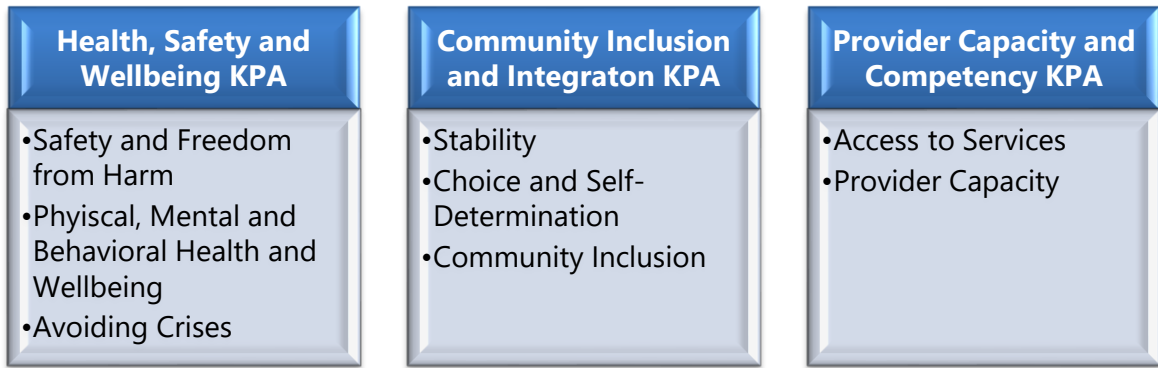 Health, Safety and
Wellbeing KPA
•Safety and Freedom
from Harm
•Phyiscal, Mental and
Behavioral Health and
Wellbeing
•Avoiding Crises
Community Inclusion
and Integraton KPA
•Stability
•Choice and Self-
Determination
•Community Inclusion
Provider Capacity and
Competency KPA
•Access to Services
•Provider Capacity